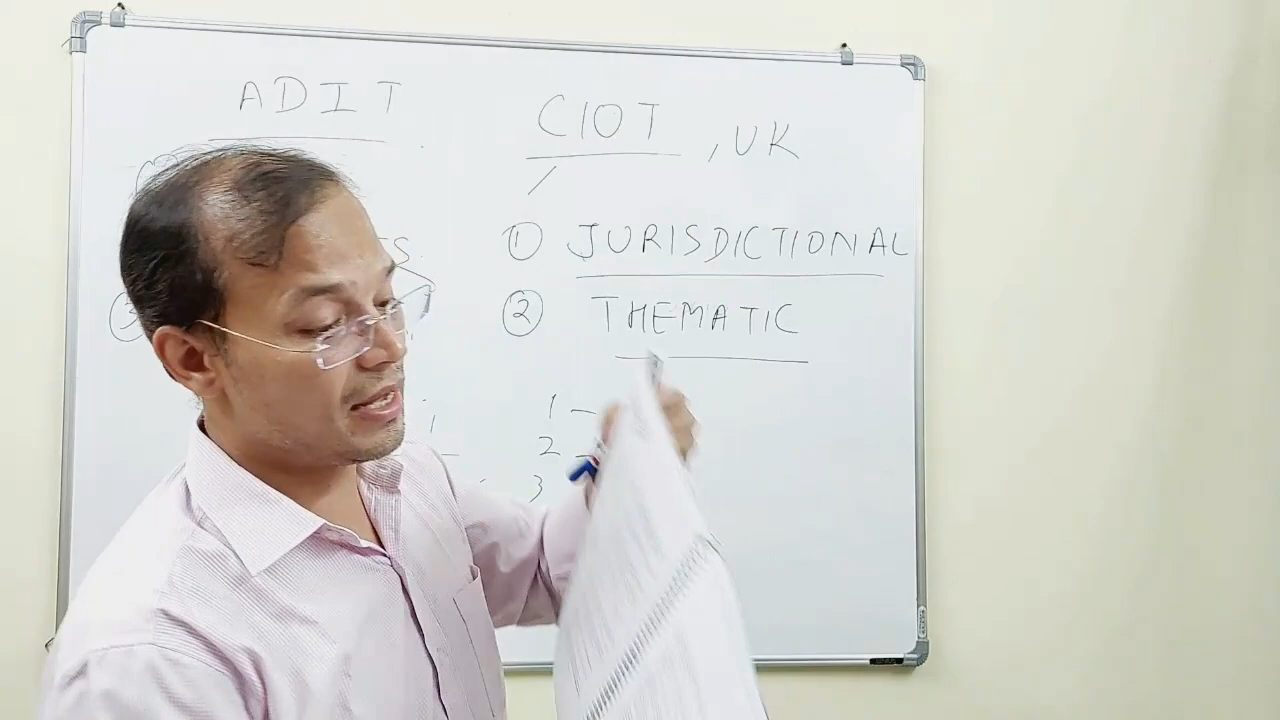 ADIT
CIOT, UK
① JURISDICTIONAL
② THEMATIC
1 –
2 –
3